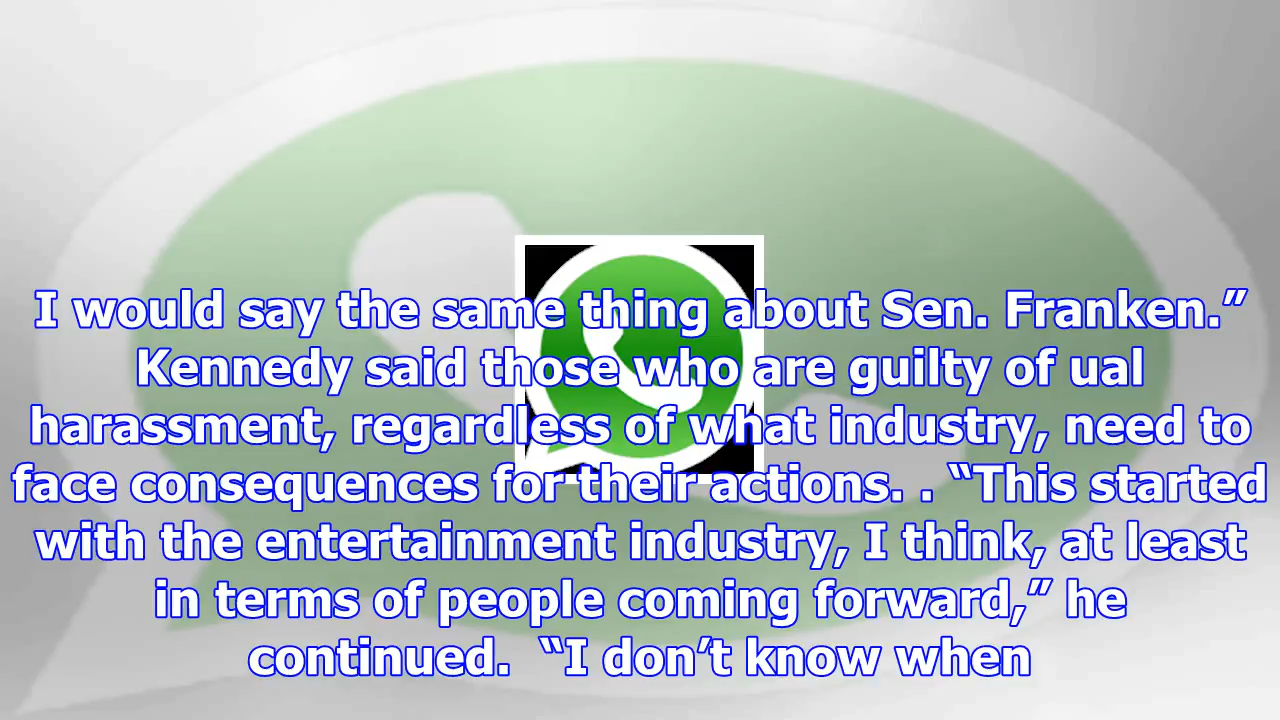 I would say the same thing about Sen. Franken.”
Kennedy said those who are guilty of ual
harassment, regardless of what industry, need to
face consequences for their actions. . “This started
with the entertainment industry, I think, at least
in terms of people coming forward,” he
continued.  “I don’t know when